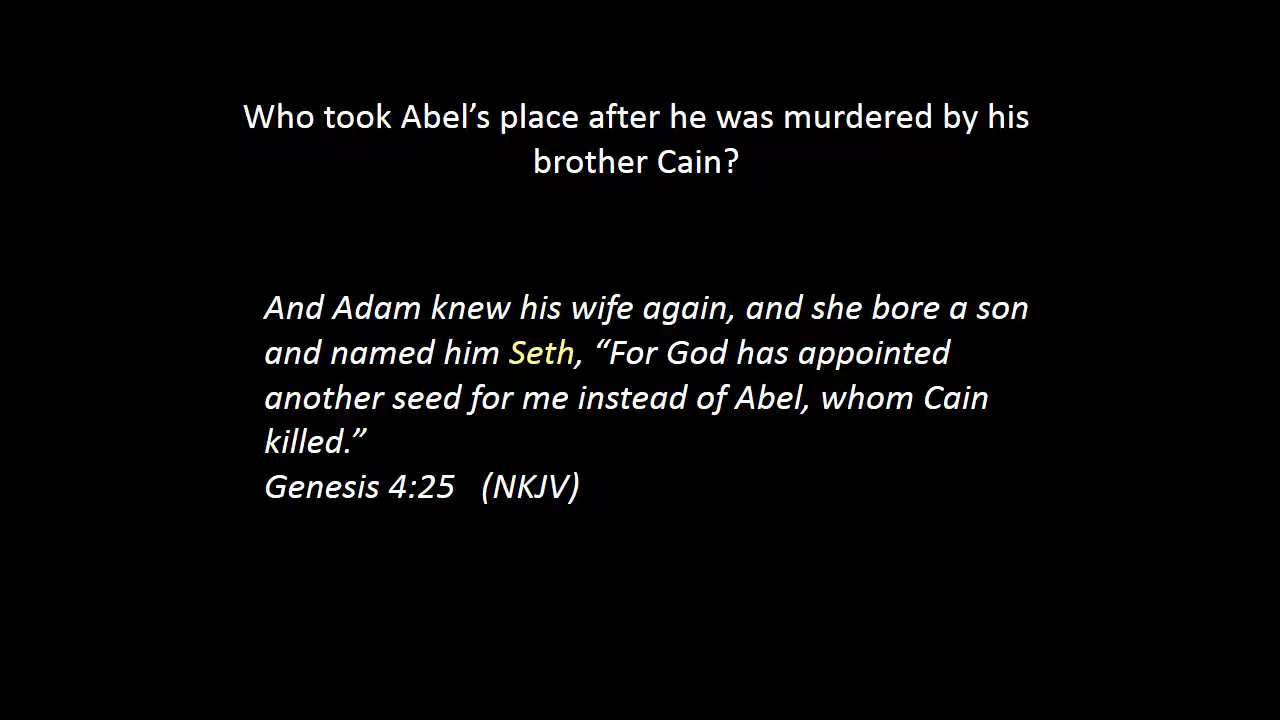 Who took Abel’s place after he was murdered by his
brother Cain?
And Adam knew his wife again, and she bore a son
and named him Seth, “For God has appointed
another seed for me instead of Abel, whom Cain
killed.”
Genesis 4:25   (NKJV)